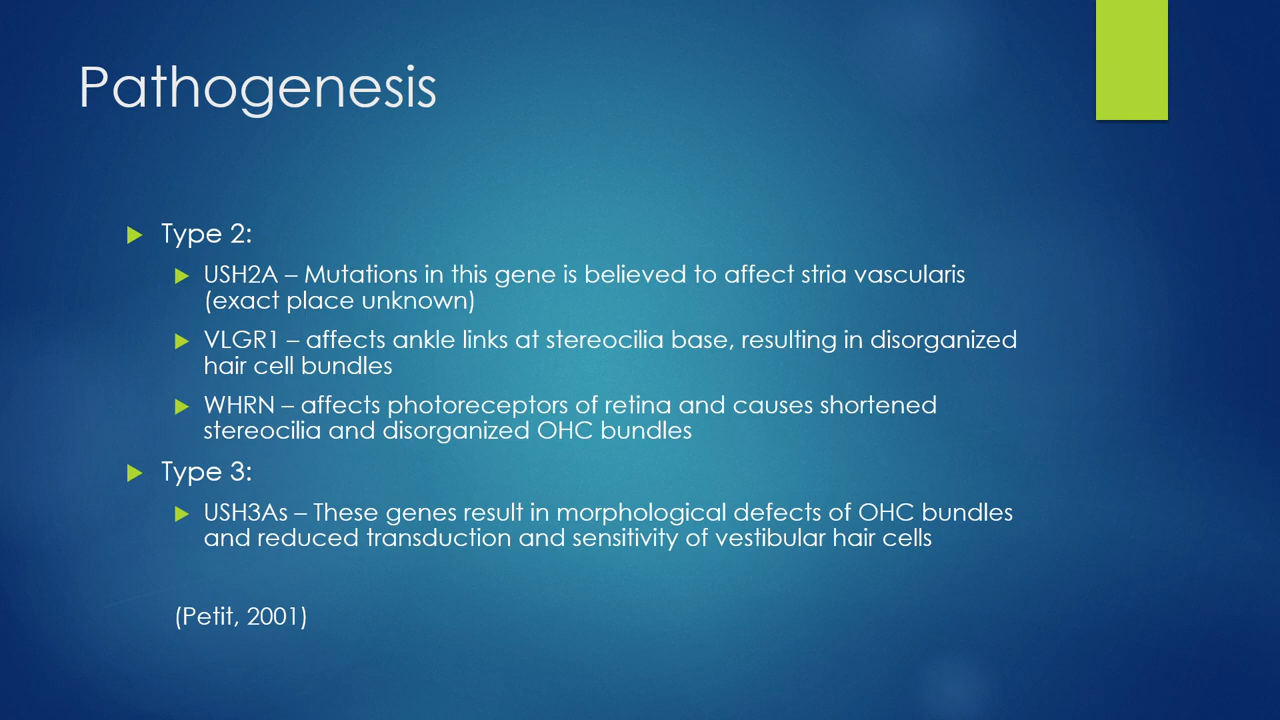 Pathogenesis
Type 2:
USH2A – Mutations in this gene is believed to affect stria vascularis
(exact place unknown)
VLGR1 – affects ankle links at stereocilia base, resulting in disorganized
hair cell bundles
WHRN – affects photoreceptors of retina and causes shortened
stereocilia and disorganized OHC bundles
Type 3:
USH3As – These genes result in morphological defects of OHC bundles
and reduced transduction and sensitivity of vestibular hair cells
(Petit, 2001)